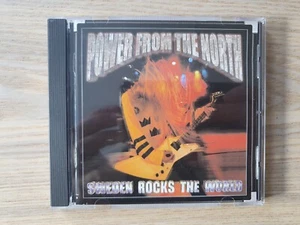 POWER FROM THE NORTH
SWEDEN ROCKS THE WORLD